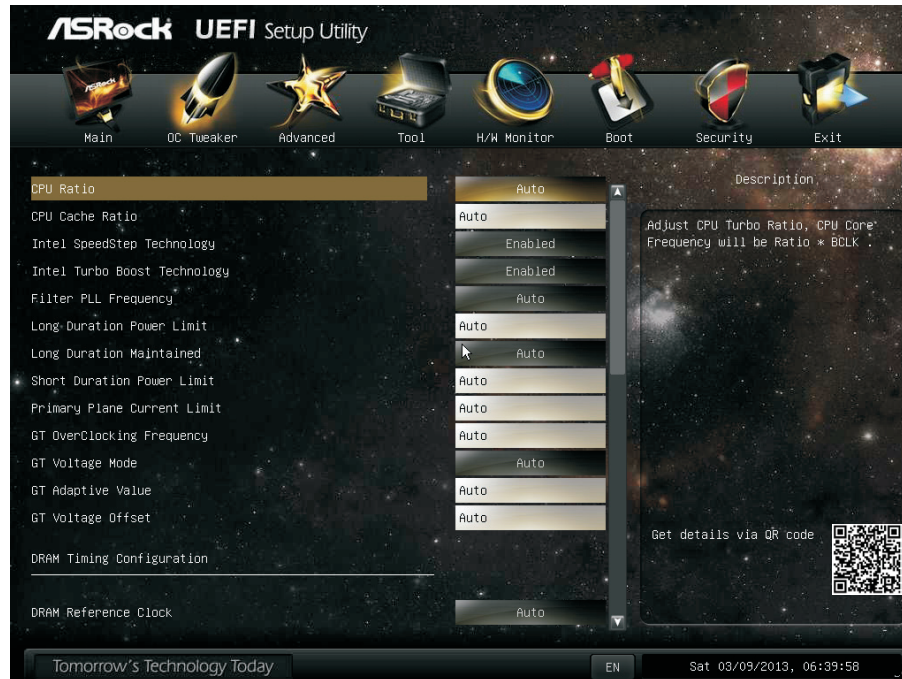 ASRock UEFI Setup Utility
Main OC Tweaker Advanced Tool H/W Monitor Boot Security Exit
CPU Ratio Auto
CPU Cache Ratio Auto
Intel SpeedStep Technology Enabled
Intel Turbo Boost Technology Enabled
Filter PLL Frequency Auto
Long Duration Power Limit Auto
Long Duration Maintained Auto
Short Duration Power Limit Auto
Primary Plane Current Limit Auto
GT OverClocking Frequency Auto
GT Voltage Mode Auto
GT Adaptive Value Auto
GT Voltage Offset Auto
DRAM Timing Configuration
DRAM Reference Clock Auto
Description
Adjust CPU Turbo Ratio, CPU Core
Frequency will be Ratio * BCLK .
Get details via QR code
Tomorrow's Technology Today
EN
Sat 03/09/2013, 06:39:58